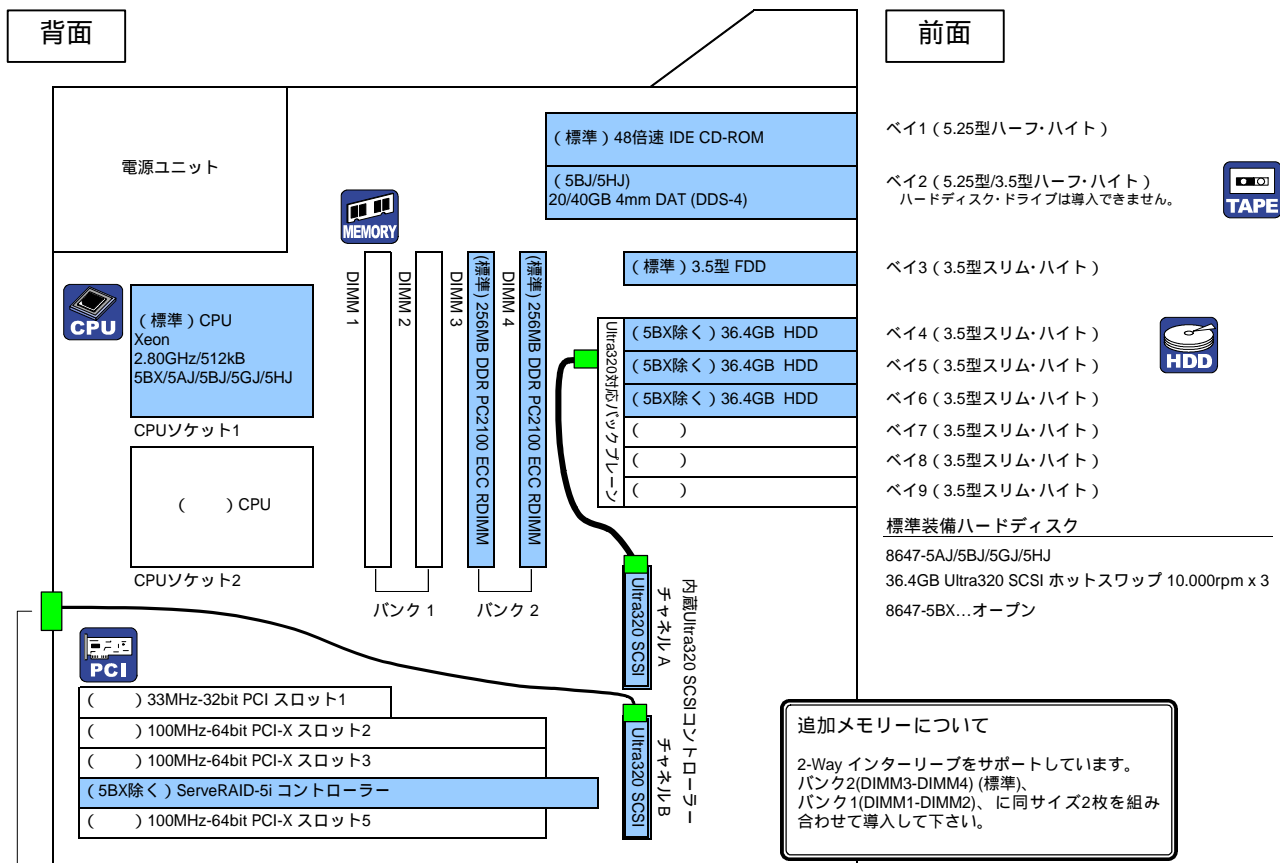 背面
前面
電源ユニット
(標準)48倍速 IDE CD-ROM
(5BJ/5HJ)
20/40GB 4mm DAT (DDS-4)
ベイ1(5.25型ハーフ・ハイト)
ベイ2(5.25型/3.5型ハーフ・ハイト)
ハードディスク・ドライブは導入できません。
TAPE
MEMORY
DIMM 1
DIMM 2
DIMM 3
(標準) 256MB DDR PC2100 ECC RDIMM
DIMM 4
(標準) 256MB DDR PC2100 ECC RDIMM
バンク 1
バンク 2
(標準)3.5型 FDD
ベイ3(3.5型スリム・ハイト)
CPU
(標準)CPU
Xeon
2.80GHz/512kB
5BX/5AJ/5BJ/5GJ/5HJ
CPUソケット1
( )CPU
CPUソケット2
Ultra320対応バックプレーン
(5BX除く)36.4GB HDD
(5BX除く)36.4GB HDD
(5BX除く)36.4GB HDD
( )
( )
( )
ベイ4(3.5型スリム・ハイト)
ベイ5(3.5型スリム・ハイト)
ベイ6(3.5型スリム・ハイト)
ベイ7(3.5型スリム・ハイト)
ベイ8(3.5型スリム・ハイト)
ベイ9(3.5型スリム・ハイト)
HDD
標準装備ハードディスク
8647-5AJ/5BJ/5GJ/5HJ
36.4GB Ultra320 SCSI ホットスワップ 10.000rpm x 3
8647-5BX…オープン
内蔵Ultra320 SCSIコントローラー
チャネル A
Ultra320 SCSI
チャネル B
Ultra320 SCSI
PCI
( )33MHz-32bit PCI スロット1
( )100MHz-64bit PCI-X スロット2
( )100MHz-64bit PCI-X スロット3
(5BX除く)ServeRAID-5i コントローラー
( )100MHz-64bit PCI-X スロット5
追加メモリーについて
2-Way インターリーブをサポートしています。
バンク2(DIMM3-DIMM4) (標準)、
バンク1(DIMM1-DIMM2)、に同サイズ2枚を組み
合わせて導入して下さい。